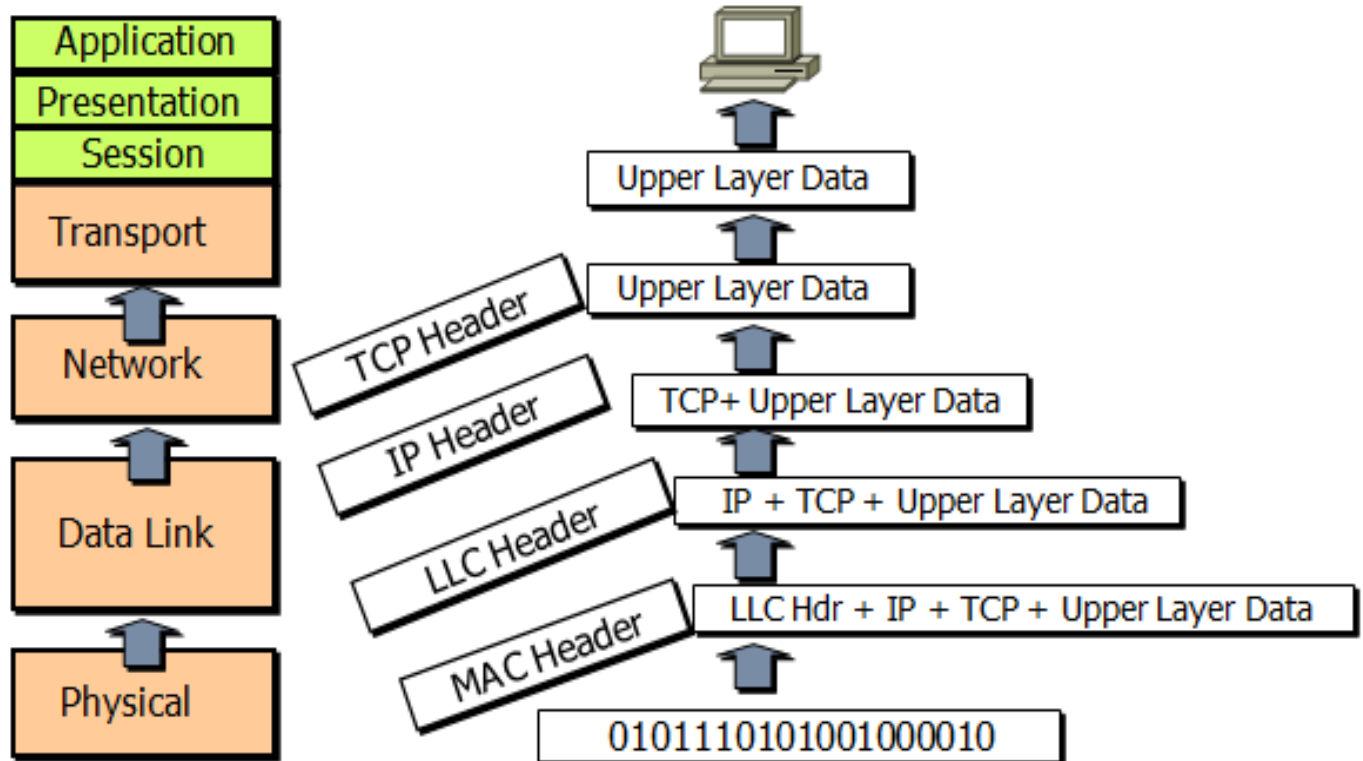 Application
Presentation
Session
Transport
Network
Data Link
Physical
Upper Layer Data
Upper Layer Data
TCP Header
TCP+ Upper Layer Data
IP Header
IP + TCP + Upper Layer Data
LLC Header
LLC Hdr + IP + TCP + Upper Layer Data
MAC Header
0101110101001000010